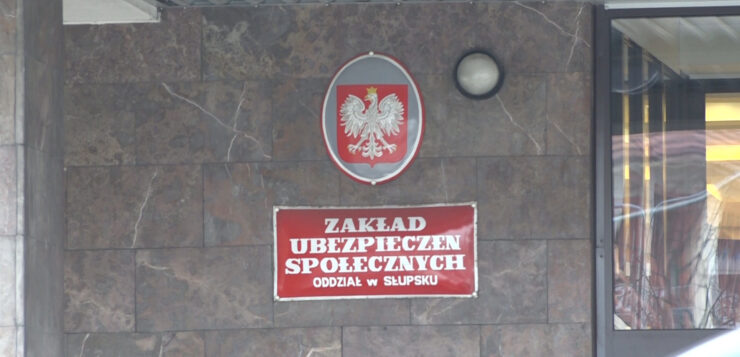 ZAKŁAD
UBEZPIECZEŃ
SPOŁECZNYCH
ODDZIAŁ w SŁUPSKU